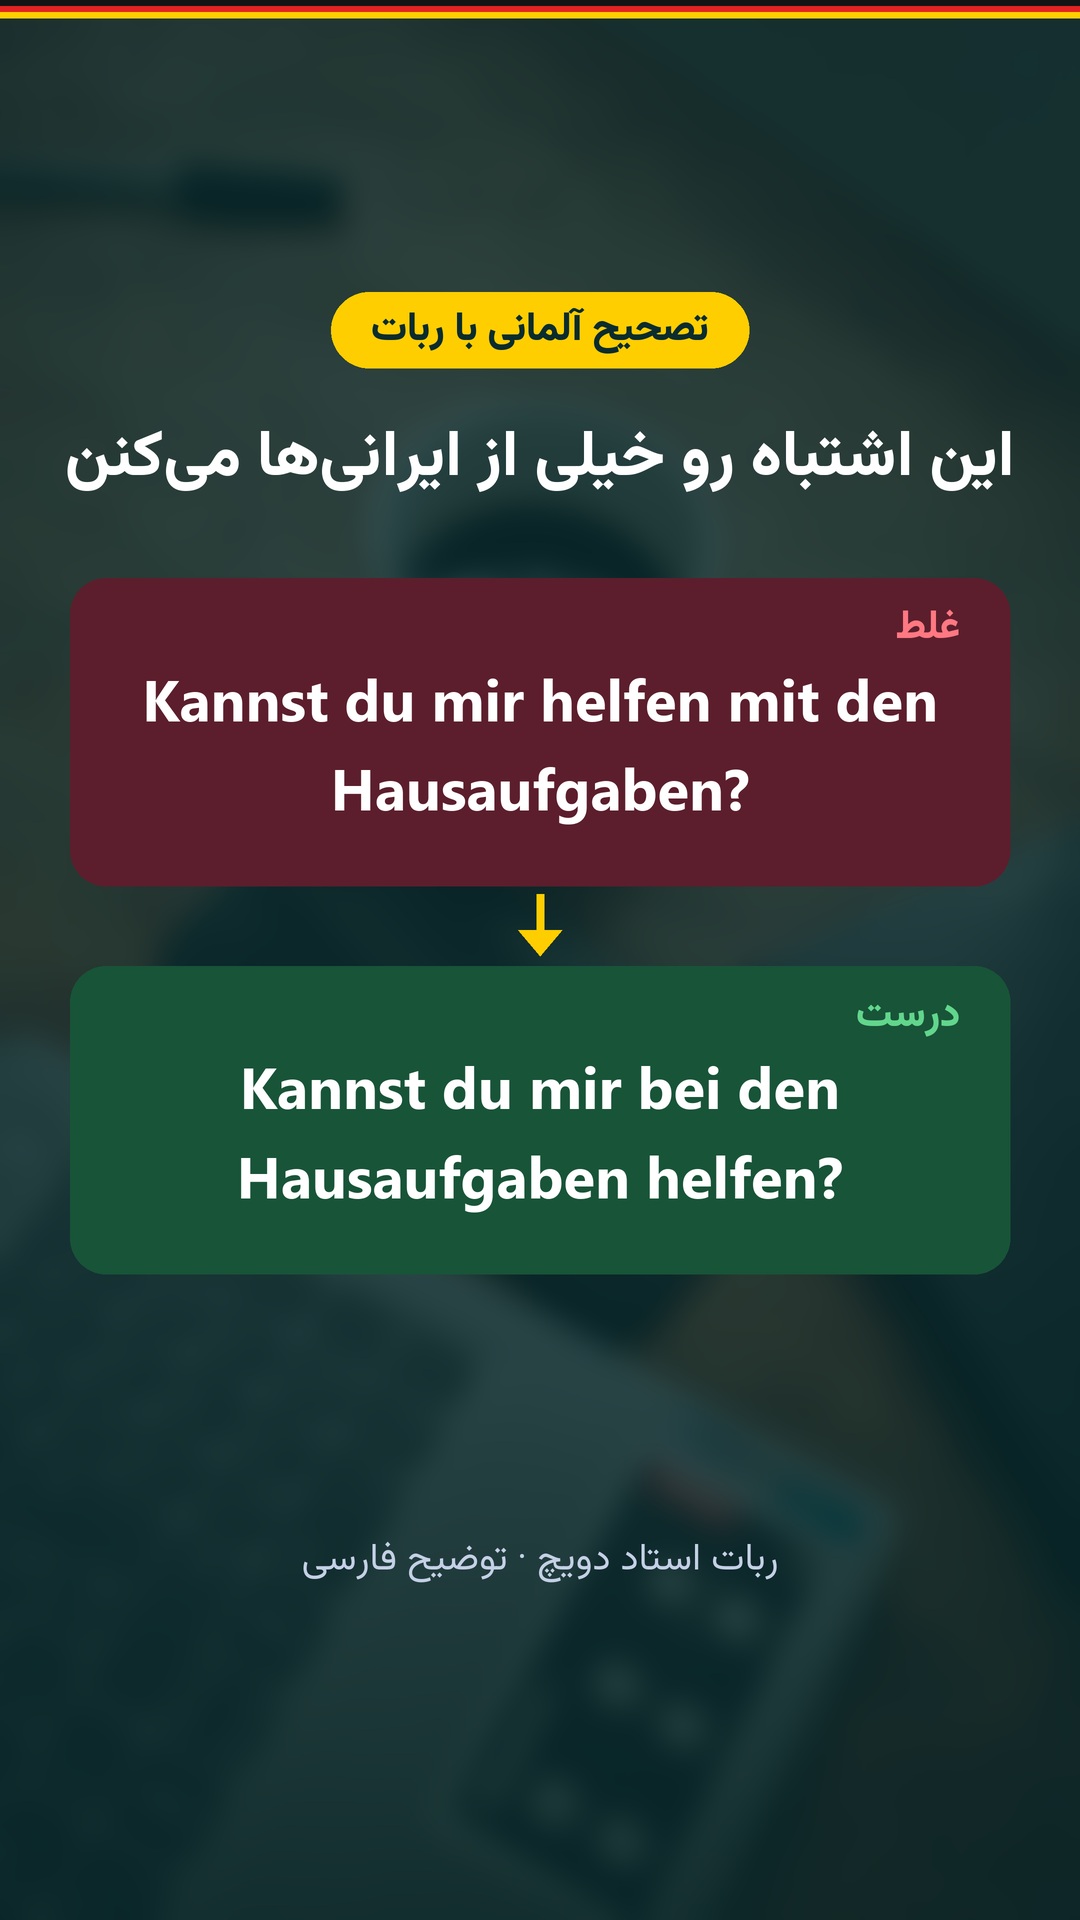 تصحیح آلمانی با ربات
این اشتباه رو خیلی از ایرانی‌ها می‌کنن
غلط
Kannst du mir helfen mit den
Hausaufgaben?
درست
Kannst du mir bei den
Hausaufgaben helfen?
ربات استاد دویچ · توضیح فارسی